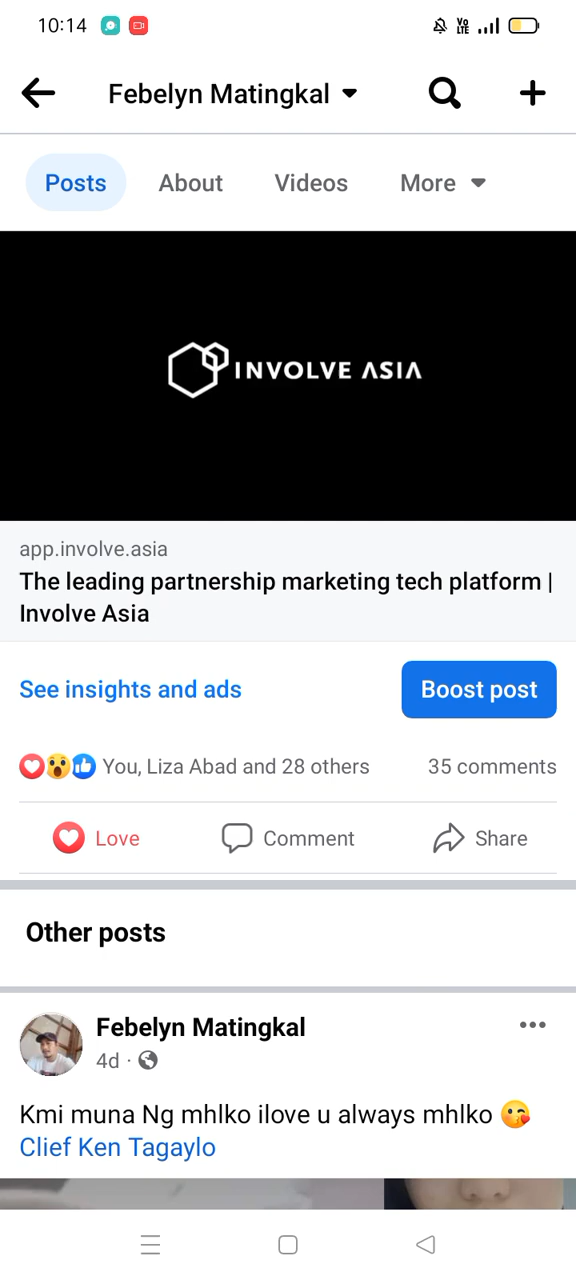 10:14
VO LTE
Febelyn Matingkal
Posts About Videos More
INVOLVE ASIA
app.involve.asia
The leading partnership marketing tech platform |
Involve Asia
See insights and ads
Boost post
You, Liza Abad and 28 others 35 comments
Love Comment Share
Other posts
Febelyn Matingkal
4d ·
Kmi muna Ng mhlko ilove u always mhlko 😘
Clief Ken Tagaylo